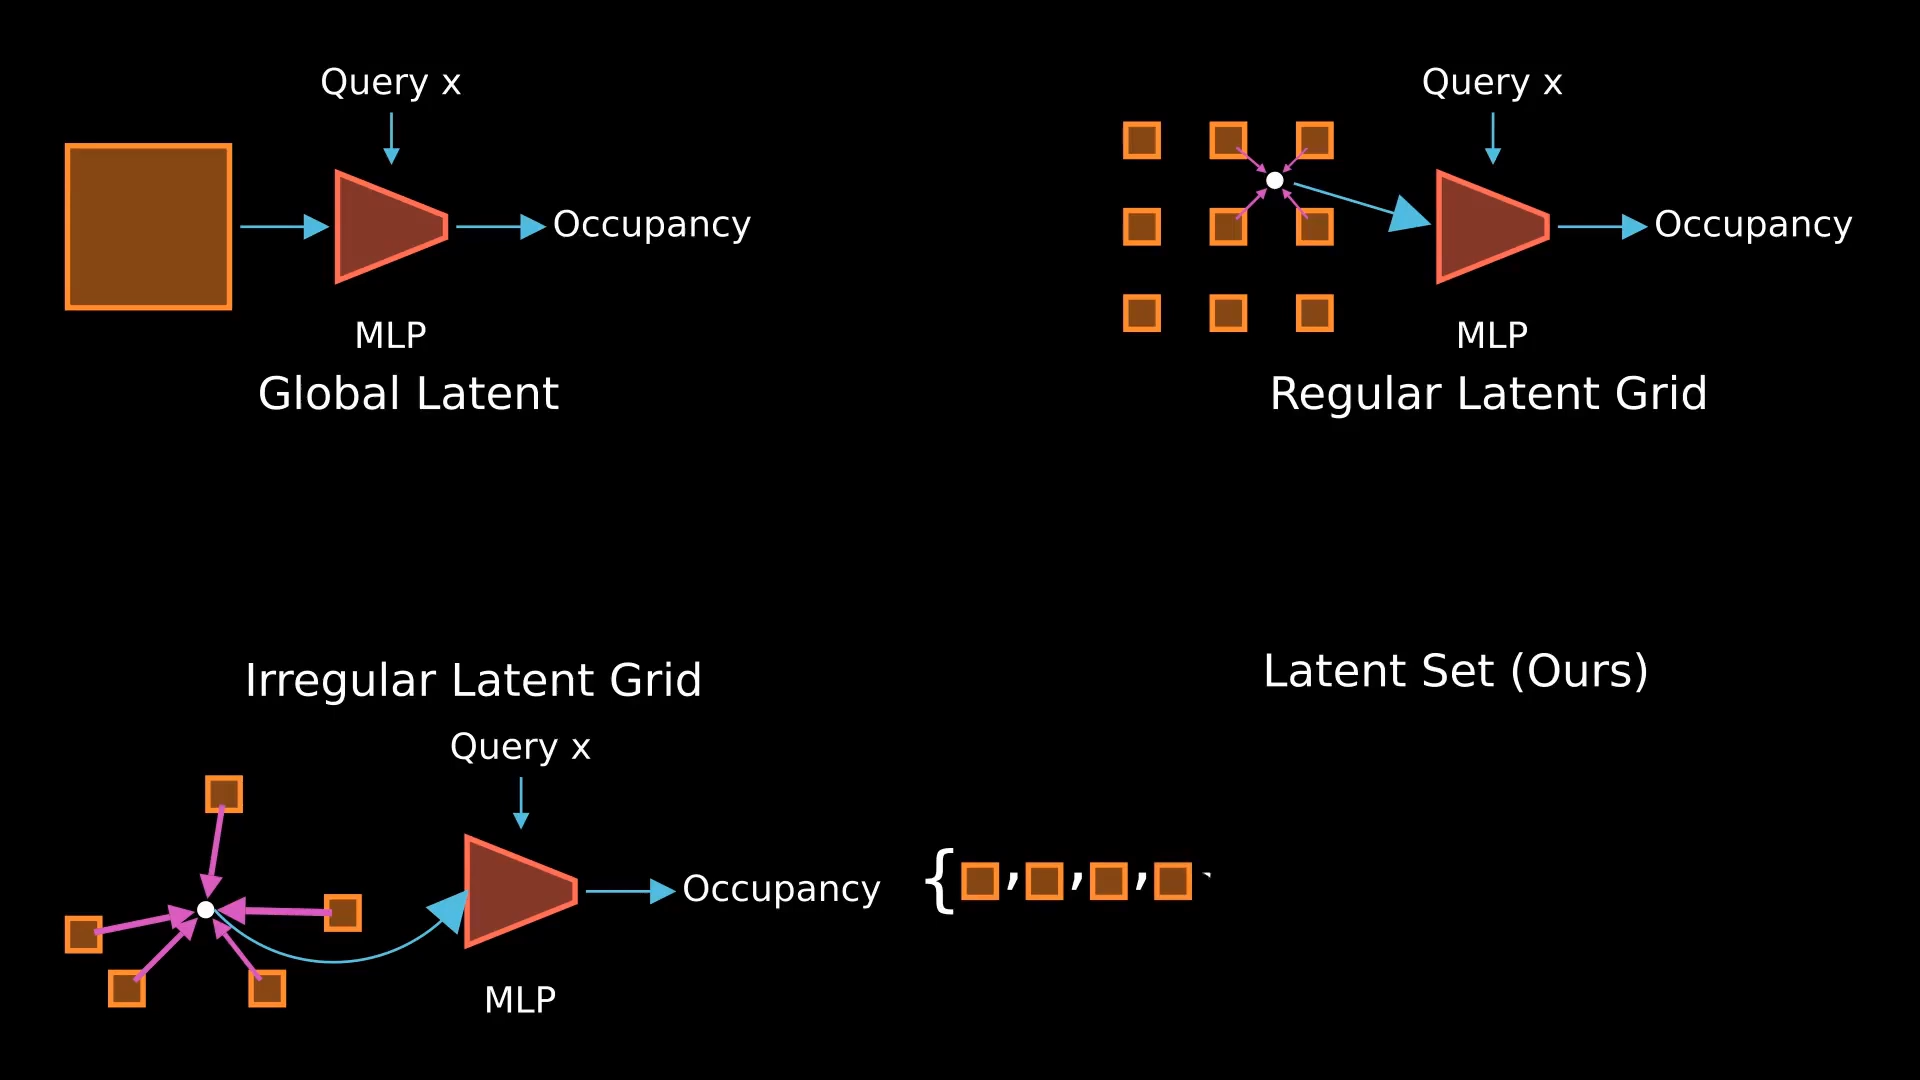 Query x
Occupancy
MLP
Global Latent
Query x
Occupancy
MLP
Regular Latent Grid
Irregular Latent Grid
Query x
Occupancy
MLP
Latent Set (Ours)
{ , , ,